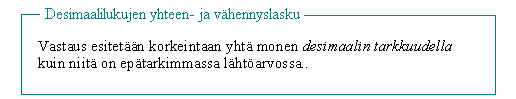 Desimaalilukujen yhteen- ja vähennyslasku
Vastaus esitetään korkeintaan yhtä monen desimaalin tarkkuudella
kuin niitä on epätarkimmassa lähtöarvossa..